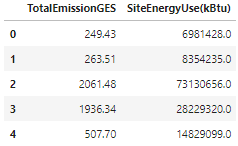 TotalEmissionGES SiteEnergyUse(kBtu)
0 249.43 6981428.0
1 263.51 8354235.0
2 2061.48 73130656.0
3 1936.34 28229320.0
4 507.70 14829099.0